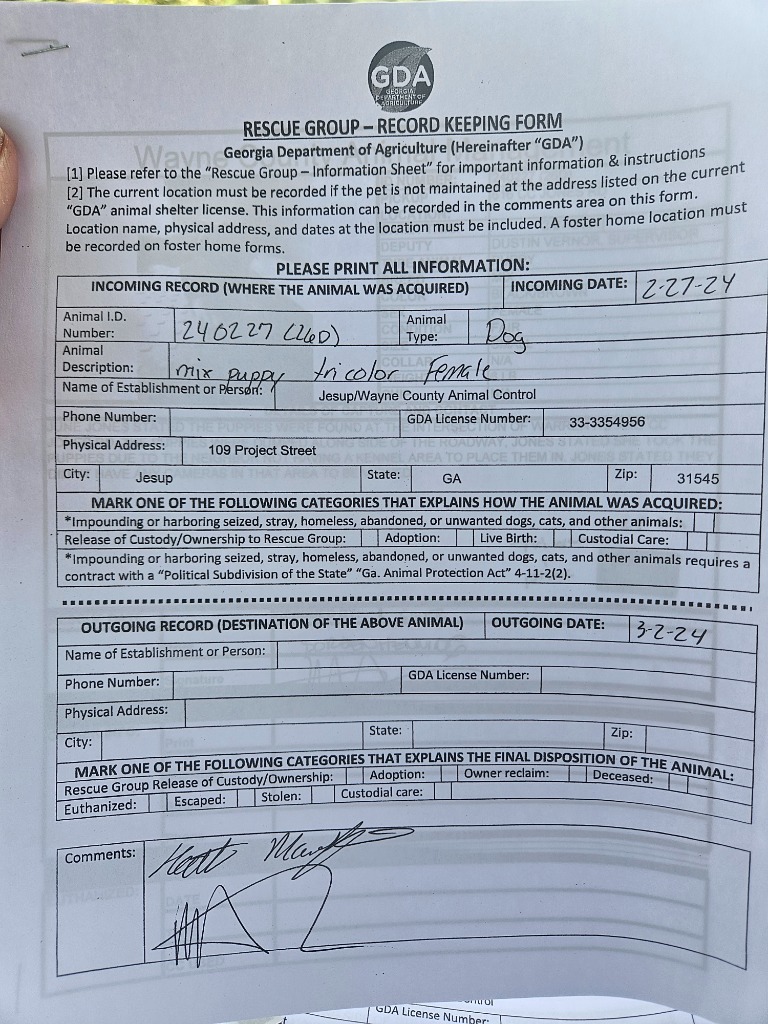 GDA
GEORGIA
DEPARTMENT OF
AGRICULTURE
RESCUE GROUP – RECORD KEEPING FORM
Georgia Department of Agriculture (Hereinafter “GDA”)
[1] Please refer to the “Rescue Group – Information Sheet” for important information & instructions
[2] The current location must be recorded if the pet is not maintained at the address listed on the current
“GDA” animal shelter license. This information can be recorded in the comments area on this form.
Location name, physical address, and dates at the location must be included. A foster home location must
be recorded on foster home forms.
PLEASE PRINT ALL INFORMATION:
INCOMING RECORD (WHERE THE ANIMAL WAS ACQUIRED) INCOMING DATE: 2-27-24
Animal I.D. Number: 240227 (260) Animal Type: Dog
Animal Description: mix puppy tricolor Female
Name of Establishment or Person: Jesup/Wayne County Animal Control
Phone Number: GDA License Number: 33-3354956
Physical Address: 109 Project Street
City: Jesup State: GA Zip: 31545
MARK ONE OF THE FOLLOWING CATEGORIES THAT EXPLAINS HOW THE ANIMAL WAS ACQUIRED:
*Impounding or harboring seized, stray, homeless, abandoned, or unwanted dogs, cats, and other animals:
Release of Custody/Ownership to Rescue Group: Adoption: Live Birth: Custodial Care:
*Impounding or harboring seized, stray, homeless, abandoned, or unwanted dogs, cats, and other animals requires a
contract with a “Political Subdivision of the State” “Ga. Animal Protection Act” 4-11-2(2).
OUTGOING RECORD (DESTINATION OF THE ABOVE ANIMAL) OUTGOING DATE: 3-2-24
Name of Establishment or Person:
Phone Number: GDA License Number:
Physical Address:
City: State: Zip:
MARK ONE OF THE FOLLOWING CATEGORIES THAT EXPLAINS THE FINAL DISPOSITION OF THE ANIMAL:
Rescue Group Release of Custody/Ownership: Adoption: Owner reclaim: Deceased:
Euthanized: Escaped: Stolen: Custodial care:
Comments:
GDA License Number: